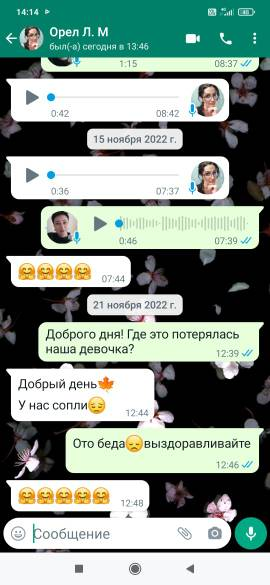 14:14
Орел Л. М
был(-а) сегодня в 13:46
1:15 08:37
0:42 08:42
15 ноября 2022 г.
0:36 07:37
0:46 07:39
🤗🤗🤗🤗 07:44
21 ноября 2022 г.
Доброго дня! Где это потерялась
наша девочка? 12:39
Добрый день🍁
У нас сопли😔 12:44
Ото беда😞выздоравливайте
12:46
🤗🤗🤗🤗🤗 12:48
Сообщение